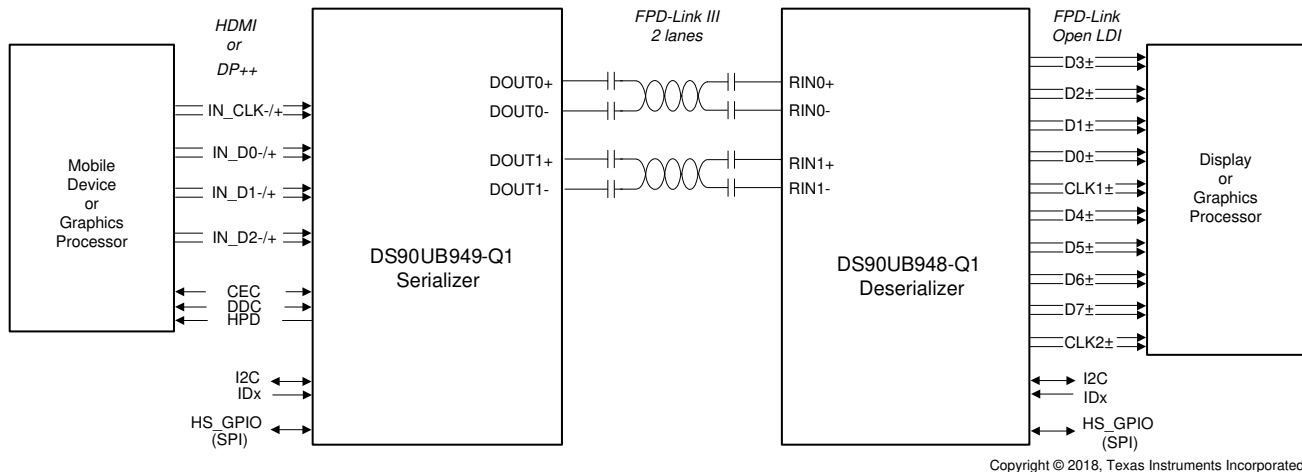 HDMI
or
DP++
FPD-Link III
2 lanes
FPD-Link
Open LDI
Mobile
Device
or
Graphics
Processor
IN_CLK-/+
IN_D0-/+
IN_D1-/+
IN_D2-/+
CEC
DDC
HPD
I2C
IDx
HS_GPIO
(SPI)
DOUT0+
DOUT0-
DOUT1+
DOUT1-
DS90UB949-Q1
Serializer
RIN0+
RIN0-
RIN1+
RIN1-
DS90UB948-Q1
Deserializer
D3±
D2±
D1±
D0±
CLK1±
D4±
D5±
D6±
D7±
CLK2±
I2C
IDx
HS_GPIO
(SPI)
Display
or
Graphics
Processor
Copyright © 2018, Texas Instruments Incorporated